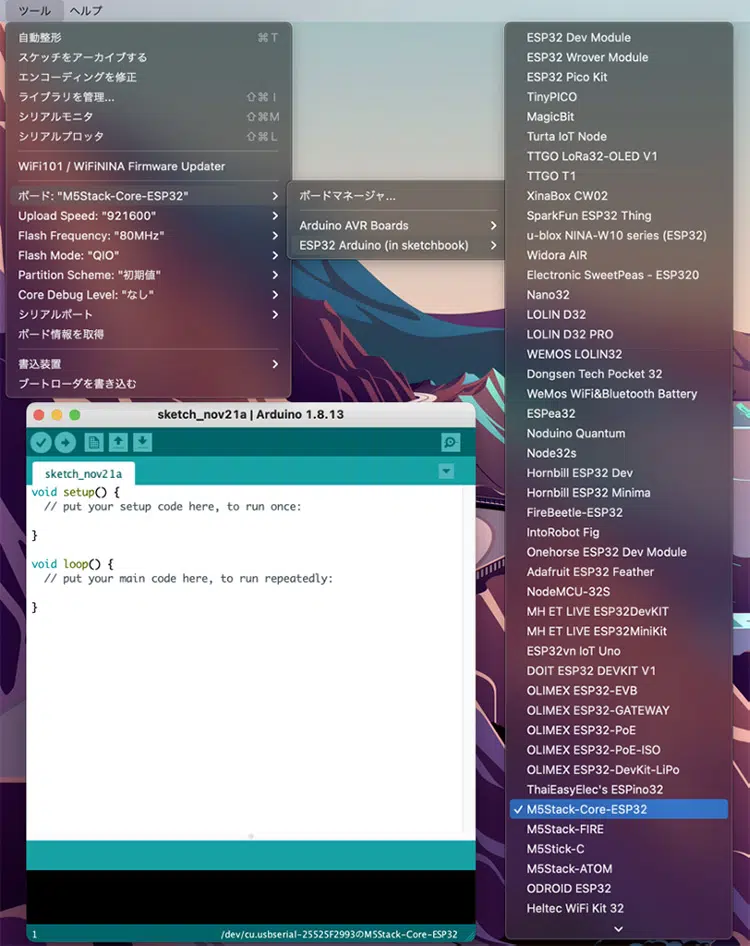 ツール ヘルプ
自動整形 ⌘T
スケッチをアーカイブする
エンコーディングを修正
ライブラリを管理... ⇧⌘I
シリアルモニタ ⇧⌘M
シリアルプロッタ ⇧⌘L
WiFi101 / WiFiNINA Firmware Updater
ボード: "M5Stack-Core-ESP32"
Upload Speed: "921600"
Flash Frequency: "80MHz"
Flash Mode: "QIO"
Partition Scheme: "初期値"
Core Debug Level: "なし"
シリアルポート
ボード情報を取得
書込装置
ブートローダを書き込む
ボードマネージャ...
Arduino AVR Boards
ESP32 Arduino (in sketchbook)
ESP32 Dev Module
ESP32 Wrover Module
ESP32 Pico Kit
TinyPICO
MagicBit
Turta IoT Node
TTGO LoRa32-OLED V1
TTGO T1
XinaBox CW02
SparkFun ESP32 Thing
u-blox NINA-W10 series (ESP32)
Widora AIR
Electronic SweetPeas - ESP320
Nano32
LOLIN D32
LOLIN D32 PRO
WEMOS LOLIN32
Dongsen Tech Pocket 32
WeMos WiFi&Bluetooth Battery
ESPea32
Noduino Quantum
Node32s
Hornbill ESP32 Dev
Hornbill ESP32 Minima
FireBeetle-ESP32
IntoRobot Fig
Onehorse ESP32 Dev Module
Adafruit ESP32 Feather
NodeMCU-32S
MH ET LIVE ESP32DevKIT
MH ET LIVE ESP32MiniKit
ESP32vn IoT Uno
DOIT ESP32 DEVKIT V1
OLIMEX ESP32-EVB
OLIMEX ESP32-GATEWAY
OLIMEX ESP32-PoE
OLIMEX ESP32-PoE-ISO
OLIMEX ESP32-DevKit-LiPo
ThaiEasyElec's ESPino32
✓ M5Stack-Core-ESP32
M5Stack-FIRE
M5Stick-C
M5Stack-ATOM
ODROID ESP32
Heltec WiFi Kit 32
sketch_nov21a | Arduino 1.8.13
sketch_nov21a
void setup() {
// put your setup code here, to run once:
}
void loop() {
// put your main code here, to run repeatedly:
}
1 /dev/cu.usbserial-25525F2993のM5Stack-Core-ESP32